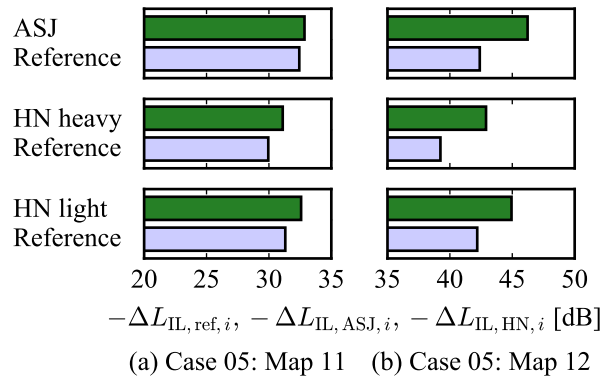 ASJ
Reference
HN heavy
Reference
HN light
Reference
20 25 30 35 35 40 45 50
−ΔL_IL, ref, i, −ΔL_IL, ASJ, i, −ΔL_IL, HN, i [dB]
(a) Case 05: Map 11 (b) Case 05: Map 12